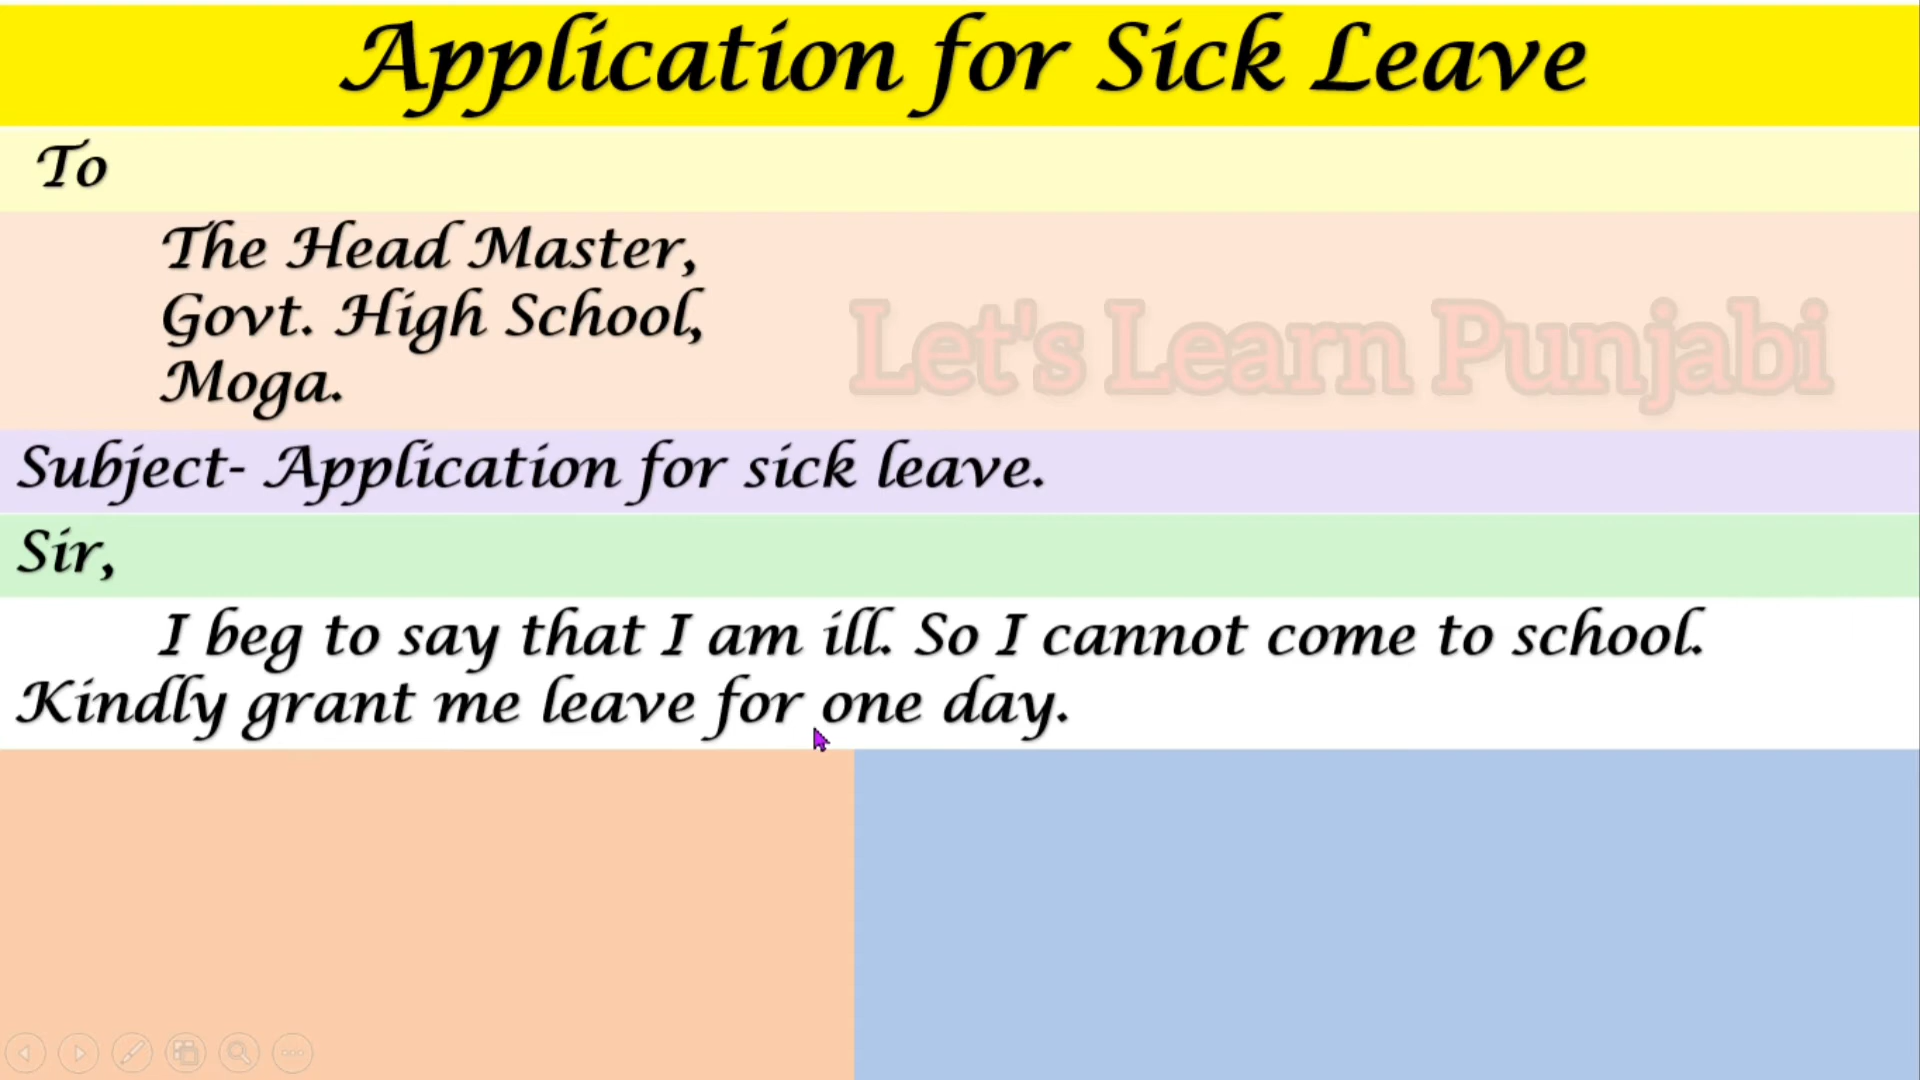 Application for Sick Leave
To
The Head Master,
Govt. High School,
Moga.
Let's Learn Punjabi
Subject- Application for sick leave.
Sir,
I beg to say that I am ill. So I cannot come to school.
Kindly grant me leave for one day.